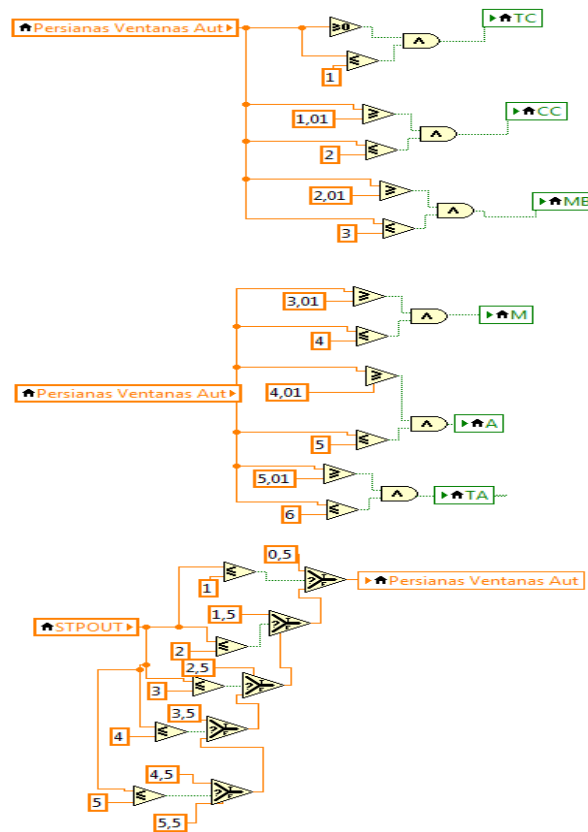 Persianas Ventanas Aut
≥0
TC
≤
1
∧
≥
1,01
CC
≤
2
∧
≥
2,01
MB
≤
3
∧
≥
3,01
M
≤
4
∧
Persianas Ventanas Aut
≥
4,01
A
≤
5
∧
≥
5,01
TA
≤
6
∧
0,5
≤
1
?
T
F
Persianas Ventanas Aut
STPOUT
1,5
≤
2
?
T
F
2,5
≤
3
?
T
F
3,5
≤
4
?
T
F
4,5
≤
5
?
T
F
5,5